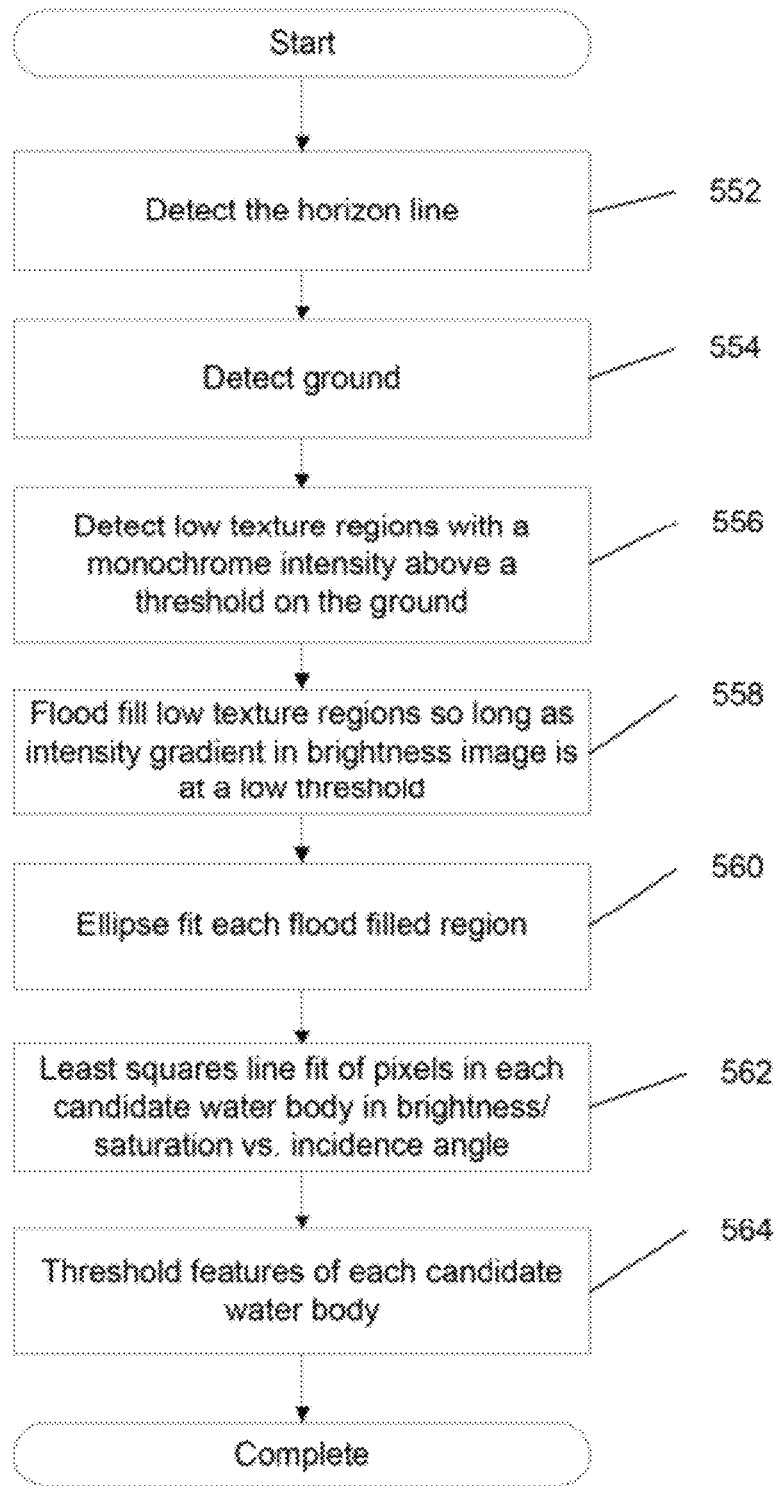 Start
Detect the horizon line
552
Detect ground
554
Detect low texture regions with a
monochrome intensity above a
threshold on the ground
556
Flood fill low texture regions so long as
intensity gradient in brightness image is
at a low threshold
558
Ellipse fit each flood filled region
560
Least squares line fit of pixels in each
candidate water body in brightness/
saturation vs. incidence angle
562
Threshold features of each candidate
water body
564
Complete